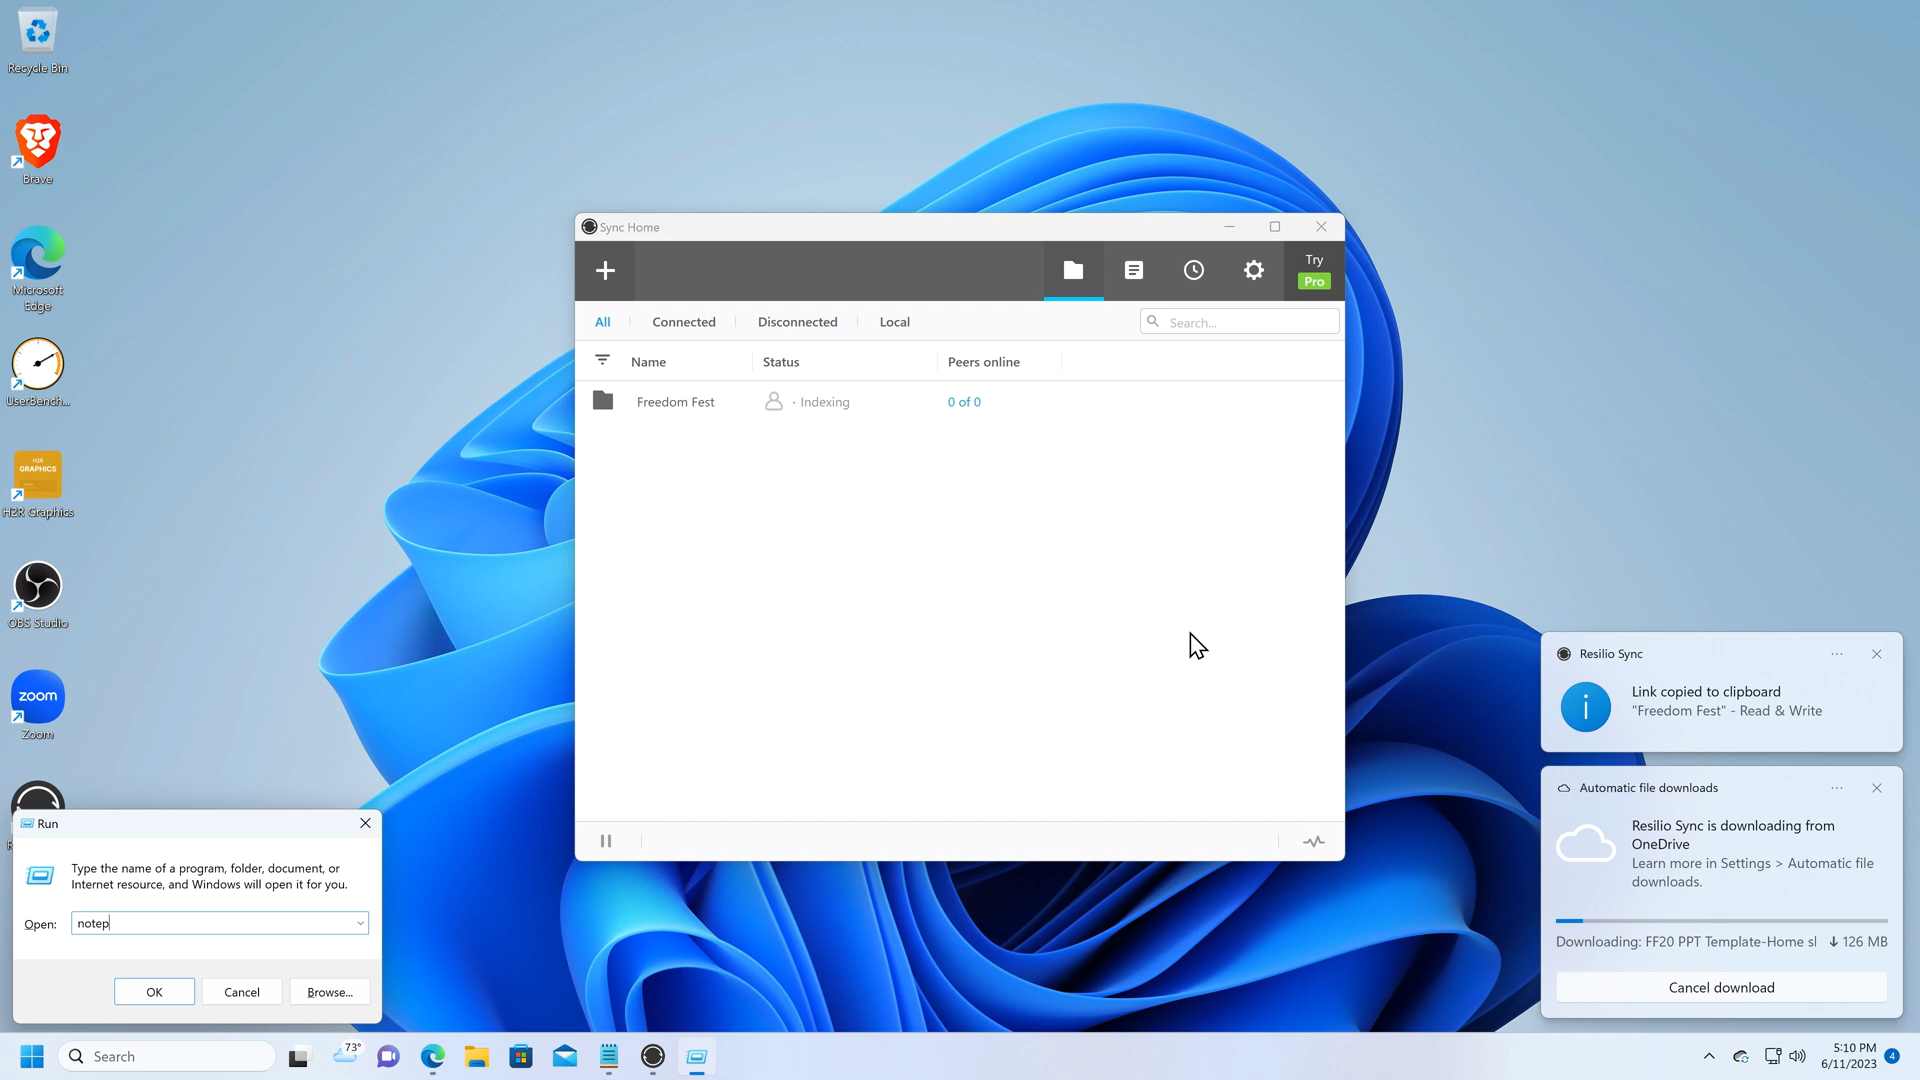 Recycle Bin
Brave
Microsoft
Edge
UserBench...
H2R
GRAPHICS
H2R Graphics
OBS Studio
zoom
Zoom
Sync Home
Try
Pro
All
Connected
Disconnected
Local
Search...
Name
Status
Peers online
Freedom Fest
· Indexing
0 of 0
Resilio Sync
Link copied to clipboard
"Freedom Fest" - Read & Write
Automatic file downloads
Resilio Sync is downloading from
OneDrive
Learn more in Settings > Automatic file
downloads.
Downloading: FF20 PPT Template-Home sl
126 MB
Cancel download
Run
Type the name of a program, folder, document, or
Internet resource, and Windows will open it for you.
Open:
notep
OK
Cancel
Browse...
Search
73°
5:10 PM
6/11/2023
4